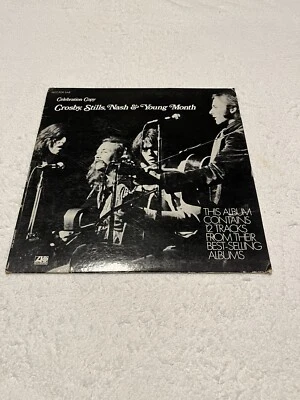 Celebration Copy
Crosby, Stills, Nash & Young Month
THIS ALBUM
CONTAINS
12 TRACKS
FROM THEIR
BEST-SELLING
ALBUMS